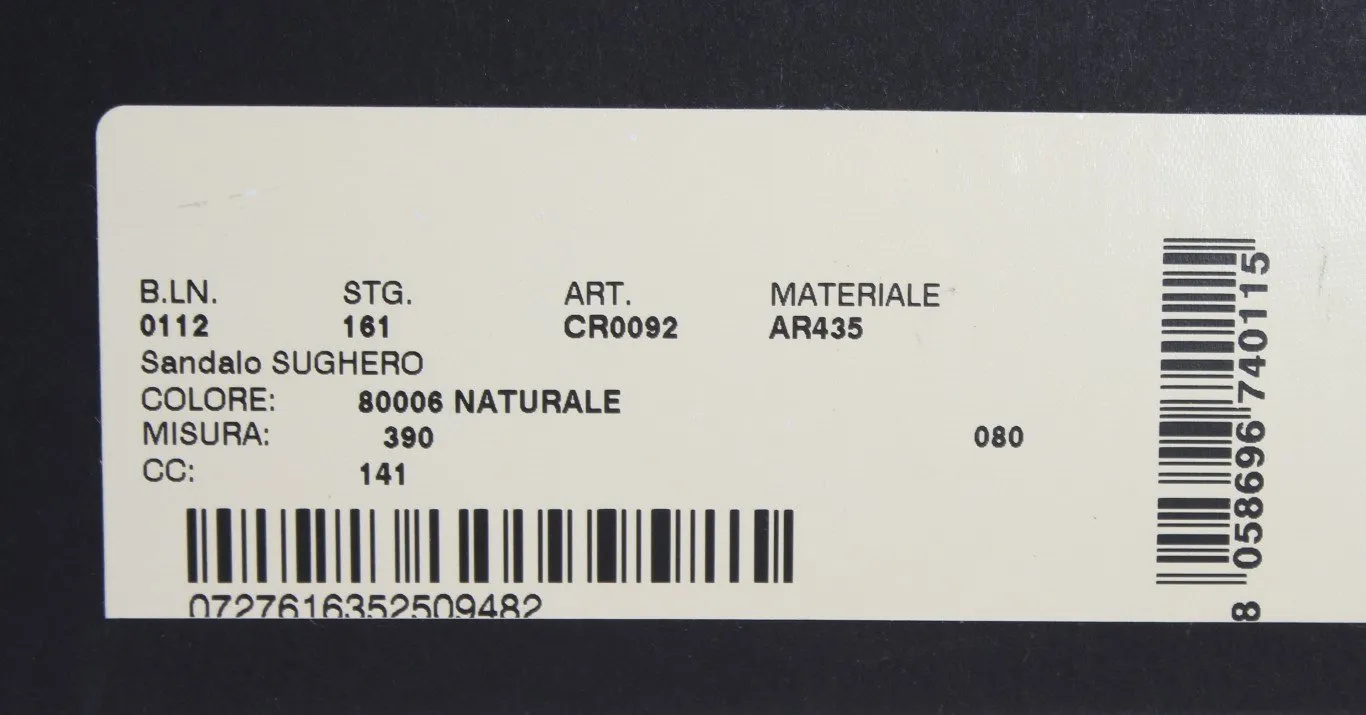 B.LN. STG. ART. MATERIALE
0112 161 CR0092 AR435
Sandalo SUGHERO
COLORE: 80006 NATURALE
MISURA: 390 080
CC: 141
0727616352509482
8 058696 740115